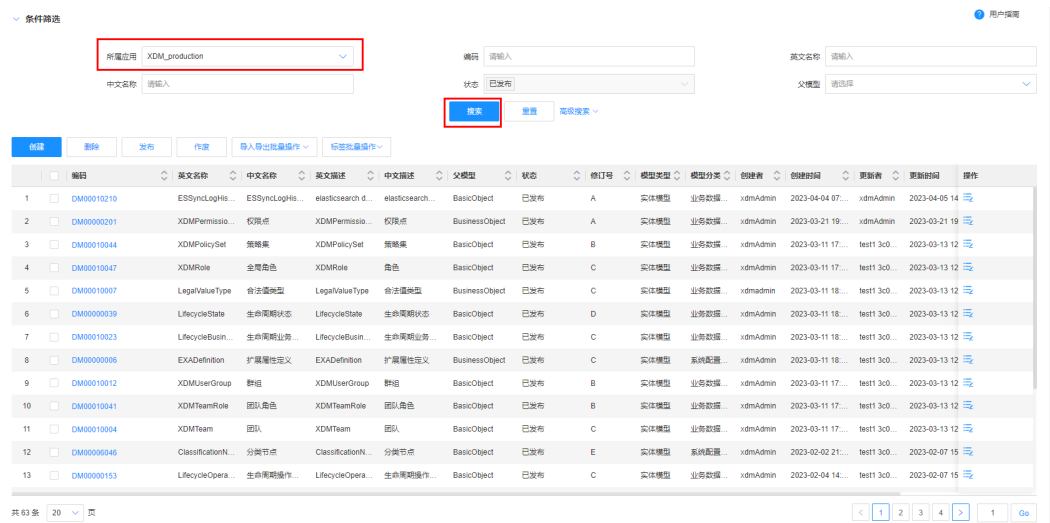 条件筛选 用户指南
所属应用 XDM_production 编码 请输入 英文名称 请输入
中文名称 请输入 状态 已发布 父模型 请选择
搜索 重置 高级搜索
创建 删除 发布 作废 导入导出批量操作 标签批量操作
编码 英文名称 中文名称 英文描述 中文描述 父模型 状态 修订号 模型类型 模型分类 创建者 创建时间 更新者 更新时间 操作
1 DM00010210 ESSyncLogHis... ESSyncLogHis... elasticsearch d... elasticsearch... BasicObject 已发布 A 实体模型 业务数据... xdmAdmin 2023-04-04 07:... xdmAdmin 2023-04-05 14
2 DM00000201 XDMPermissio... 权限点 XDMPermissio... 权限点 BusinessObject 已发布 A 实体模型 业务数据... xdmAdmin 2023-03-21 19:... xdmAdmin 2023-03-21 19
3 DM00010044 XDMPolicySet 策略集 XDMPolicySet 策略集 BasicObject 已发布 B 实体模型 业务数据... xdmAdmin 2023-03-11 17:... test1 3c0... 2023-03-13 12
4 DM00010047 XDMRole 全局角色 XDMRole 角色 BasicObject 已发布 C 实体模型 业务数据... xdmAdmin 2023-03-11 17:... test1 3c0... 2023-03-13 12
5 DM00010007 LegalValueType 合法值类型 LegalValueType 合法值类型 BusinessObject 已发布 C 实体模型 业务数据... xdmadmin 2023-03-11 18:... test1 3c0... 2023-03-13 12
6 DM00000039 LifecycleState 生命周期状态 LifecycleState 生命周期状态 BasicObject 已发布 D 实体模型 业务数据... xdmAdmin 2023-03-11 18:... test1 3c0... 2023-03-13 12
7 DM00010023 LifecycleBusin... 生命周期业务... LifecycleBusin... 生命周期业务... BasicObject 已发布 C 实体模型 业务数据... xdmAdmin 2023-03-11 18:... test1 3c0... 2023-03-13 12
8 DM00000006 EXADefinition 扩展属性定义 EXADefinition 扩展属性定义 BusinessObject 已发布 C 实体模型 系统配置... xdmAdmin 2023-03-11 18:... test1 3c0... 2023-03-13 12
9 DM00010012 XDMUserGroup 群组 XDMUserGroup 群组 BasicObject 已发布 B 实体模型 业务数据... xdmAdmin 2023-03-11 17:... test1 3c0... 2023-03-13 12
10 DM00010041 XDMTeamRole 团队角色 XDMTeamRole 团队角色 BasicObject 已发布 B 实体模型 业务数据... xdmAdmin 2023-03-11 17:... test1 3c0... 2023-03-13 12
11 DM00010004 XDMTeam 团队 XDMTeam 团队 BasicObject 已发布 C 实体模型 业务数据... xdmAdmin 2023-03-11 17:... test1 3c0... 2023-03-13 12
12 DM00006046 ClassificationN... 分类节点 ClassificationN... 分类节点 BasicObject 已发布 E 实体模型 系统配置... xdmAdmin 2023-02-02 21:... test1 3c0... 2023-02-07 15
13 DM00000153 LifecycleOpera... 生命周期操作... LifecycleOpera... 生命周期操作... BasicObject 已发布 C 实体模型 业务数据... xdmAdmin 2023-02-04 14:... test1 3c0... 2023-02-07 15
共 63 条 20 页 < 1 2 3 4 > 1 Go